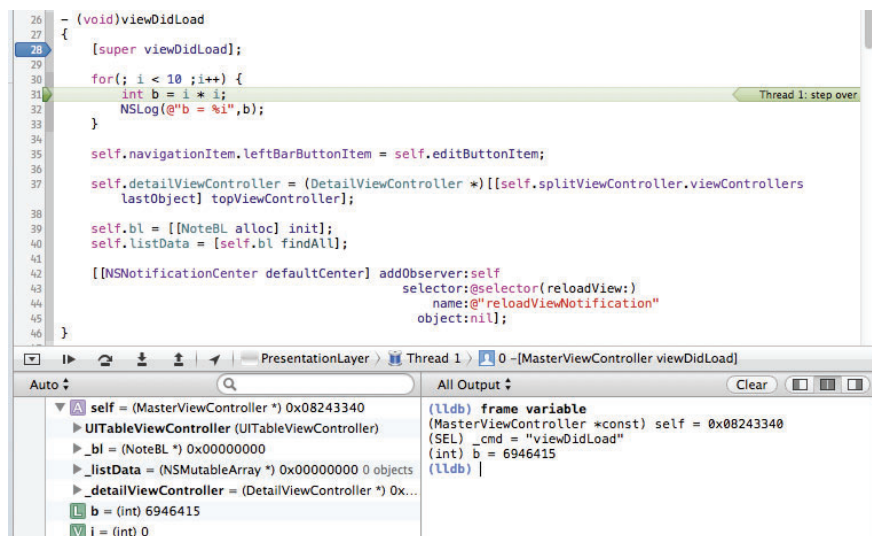 26 - (void)viewDidLoad
27 {
28 [super viewDidLoad];
29
30 for(; i < 10 ;i++) {
31 int b = i * i; Thread 1: step over
32 NSLog(@"b = %i",b);
33 }
34
35 self.navigationItem.leftBarButtonItem = self.editButtonItem;
36
37 self.detailViewController = (DetailViewController *)[[self.splitViewController.viewControllers
lastObject] topViewController];
38
39 self.bl = [[NoteBL alloc] init];
40 self.listData = [self.bl findAll];
41
42 [[NSNotificationCenter defaultCenter] addObserver:self
43 selector:@selector(reloadView:)
44 name:@"reloadViewNotification"
45 object:nil];
46 }
PresentationLayer Thread 1 0 -[MasterViewController viewDidLoad]
Auto All Output Clear
A self = (MasterViewController *) 0x08243340
UITableViewController (UITableViewController)
_bl = (NoteBL *) 0x00000000
_listData = (NSMutableArray *) 0x00000000 0 objects
_detailViewController = (DetailViewController *) 0x...
L b = (int) 6946415
V i = (int) 0
(lldb) frame variable
(MasterViewController *const) self = 0x08243340
(SEL) _cmd = "viewDidLoad"
(int) b = 6946415
(lldb)